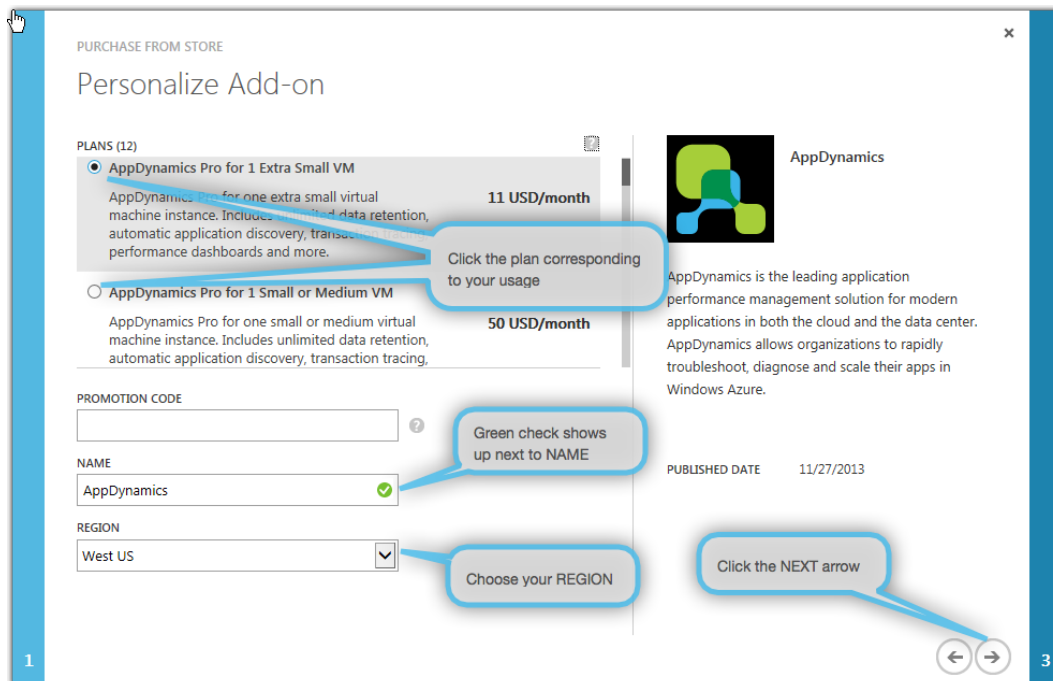 PURCHASE FROM STORE
Personalize Add-on
PLANS (12)
AppDynamics Pro for 1 Extra Small VM
AppDynamics Pro for one extra small virtual
machine instance. Includes unlimited data retention,
automatic application discovery, transaction tracing,
performance dashboards and more.
11 USD/month
Click the plan corresponding
to your usage
AppDynamics Pro for 1 Small or Medium VM
AppDynamics Pro for one small or medium virtual
machine instance. Includes unlimited data retention,
automatic application discovery, transaction tracing,
50 USD/month
PROMOTION CODE
?
NAME
AppDynamics
Green check shows
up next to NAME
REGION
West US
Choose your REGION
?
AppDynamics
AppDynamics is the leading application
performance management solution for modern
applications in both the cloud and the data center.
AppDynamics allows organizations to rapidly
troubleshoot, diagnose and scale their apps in
Windows Azure.
PUBLISHED DATE 11/27/2013
Click the NEXT arrow
1
3